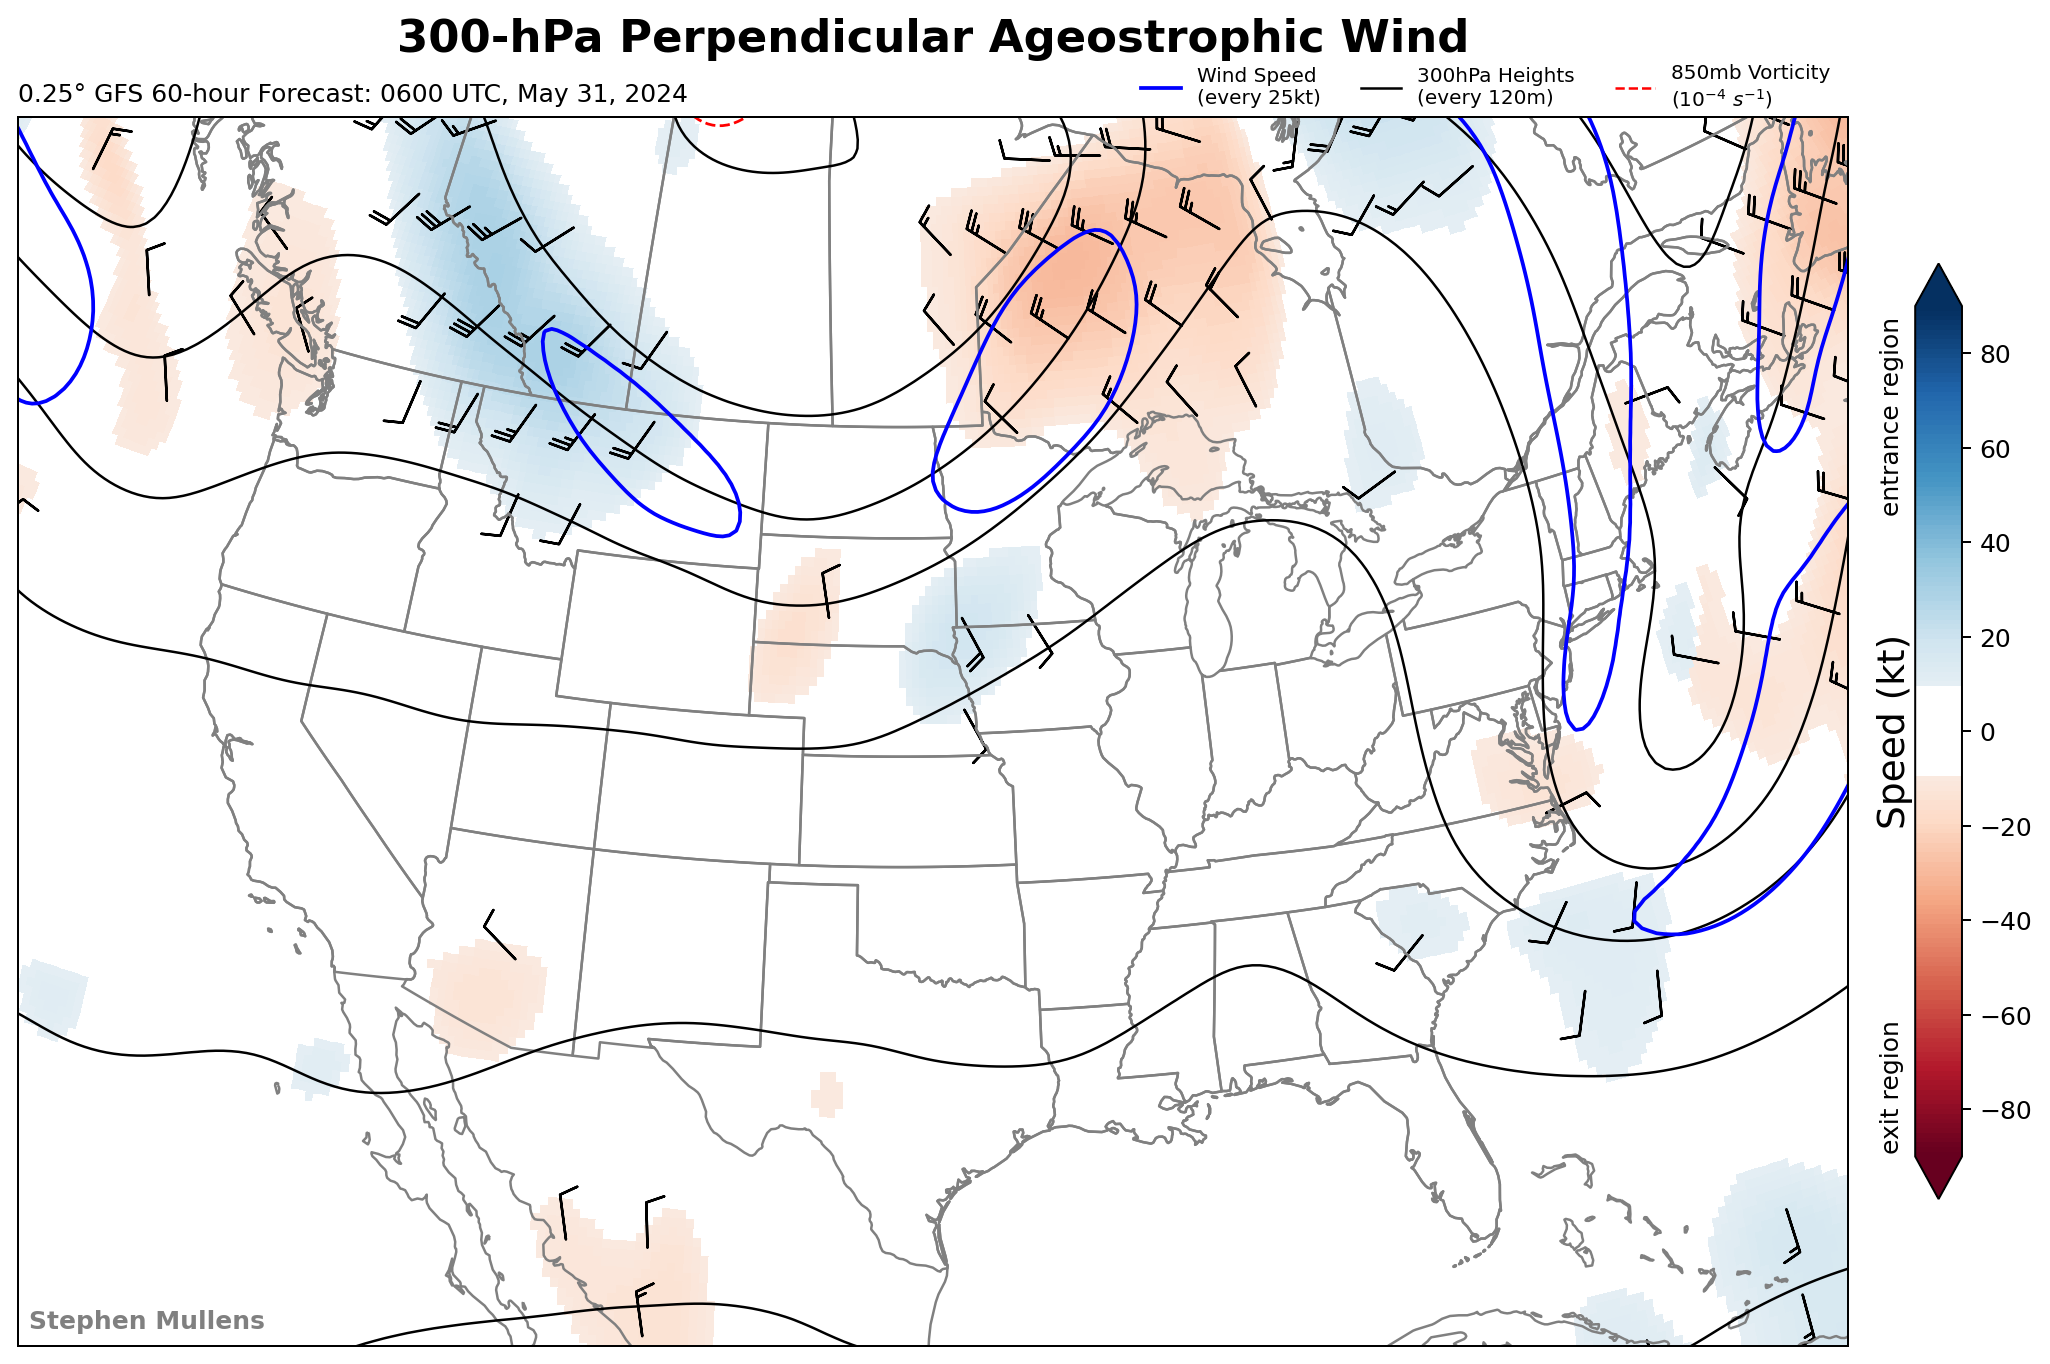 300-hPa Perpendicular Ageostrophic Wind
0.25° GFS 60-hour Forecast: 0600 UTC, May 31, 2024
Wind Speed
(every 25kt)
300hPa Heights
(every 120m)
850mb Vorticity
(10⁻⁴ s⁻¹)
entrance region
Speed (kt)
exit region
80
60
40
20
0
−20
−40
−60
−80
Stephen Mullens